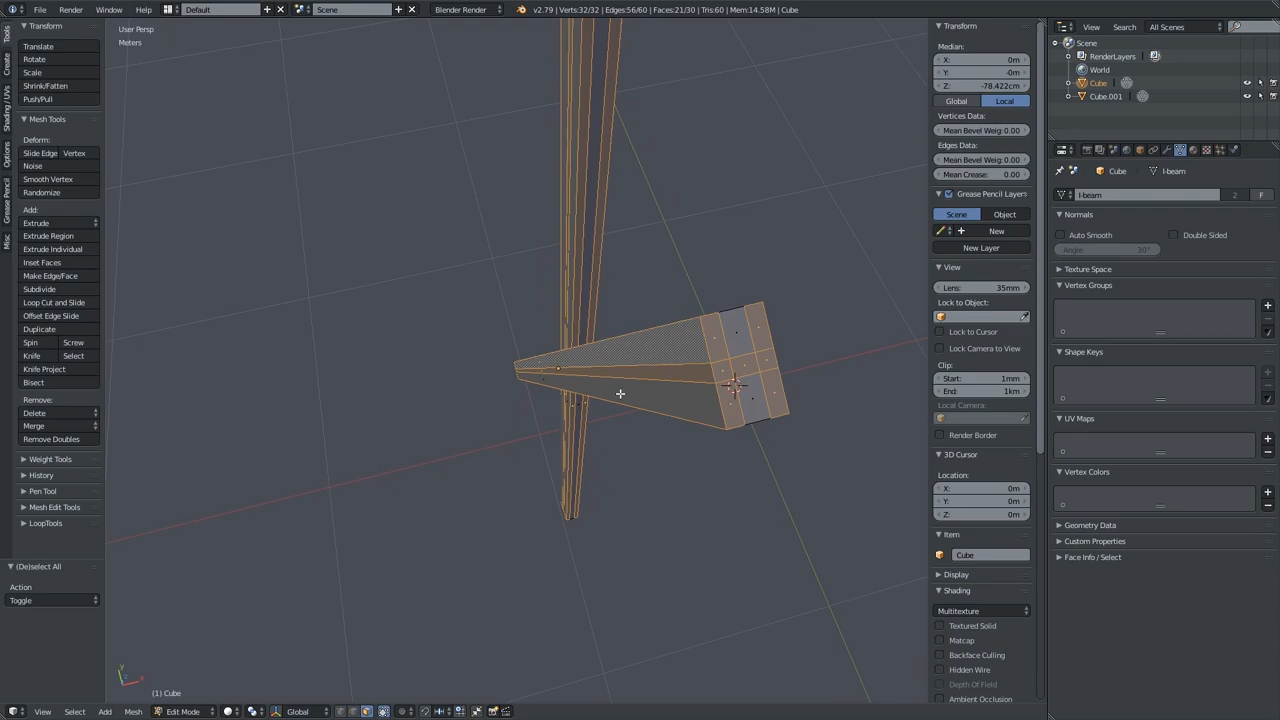 File Render Window Help Default Scene Blender Render v2.79 | Verts:32/32 | Edges:56/60 | Faces:21/30 | Tris:60 | Mem:14.58M | Cube
Tools
Create
Shading / UVs
Options
Grease Pencil
Misc
Transform
Translate
Rotate
Scale
Shrink/Fatten
Push/Pull
Mesh Tools
Deform:
Slide Edge Vertex
Noise
Smooth Vertex
Randomize
Add:
Extrude
Extrude Region
Extrude Individual
Inset Faces
Make Edge/Face
Subdivide
Loop Cut and Slide
Offset Edge Slide
Duplicate
Spin Screw
Knife Select
Knife Project
Bisect
Remove:
Delete
Merge
Remove Doubles
Weight Tools
History
Pen Tool
Mesh Edit Tools
LoopTools
(De)select All
Action
Toggle
User Persp
Meters
y
z
x
(1) Cube
View Select Add Mesh Edit Mode Global
Transform
Median:
X: 0m
Y: -0m
Z: -78.422cm
Global Local
Vertices Data:
Mean Bevel Weig: 0.00
Edges Data:
Mean Bevel Weig: 0.00
Mean Crease: 0.00
Grease Pencil Layers
Scene Object
New
New Layer
View
Lens: 35mm
Lock to Object:
Lock to Cursor
Lock Camera to View
Clip:
Start: 1mm
End: 1km
Local Camera:
Render Border
3D Cursor
Location:
X: 0m
Y: 0m
Z: 0m
Item
Cube
Display
Shading
Multitexture
Textured Solid
Matcap
Backface Culling
Hidden Wire
Depth Of Field
Ambient Occlusion
View Search All Scenes
Scene
RenderLayers
World
Cube
Cube.001
Cube I-beam
I-beam 2 F
Normals
Auto Smooth Double Sided
Angle: 30°
Texture Space
Vertex Groups
Shape Keys
UV Maps
Vertex Colors
Geometry Data
Custom Properties
Face Info / Select